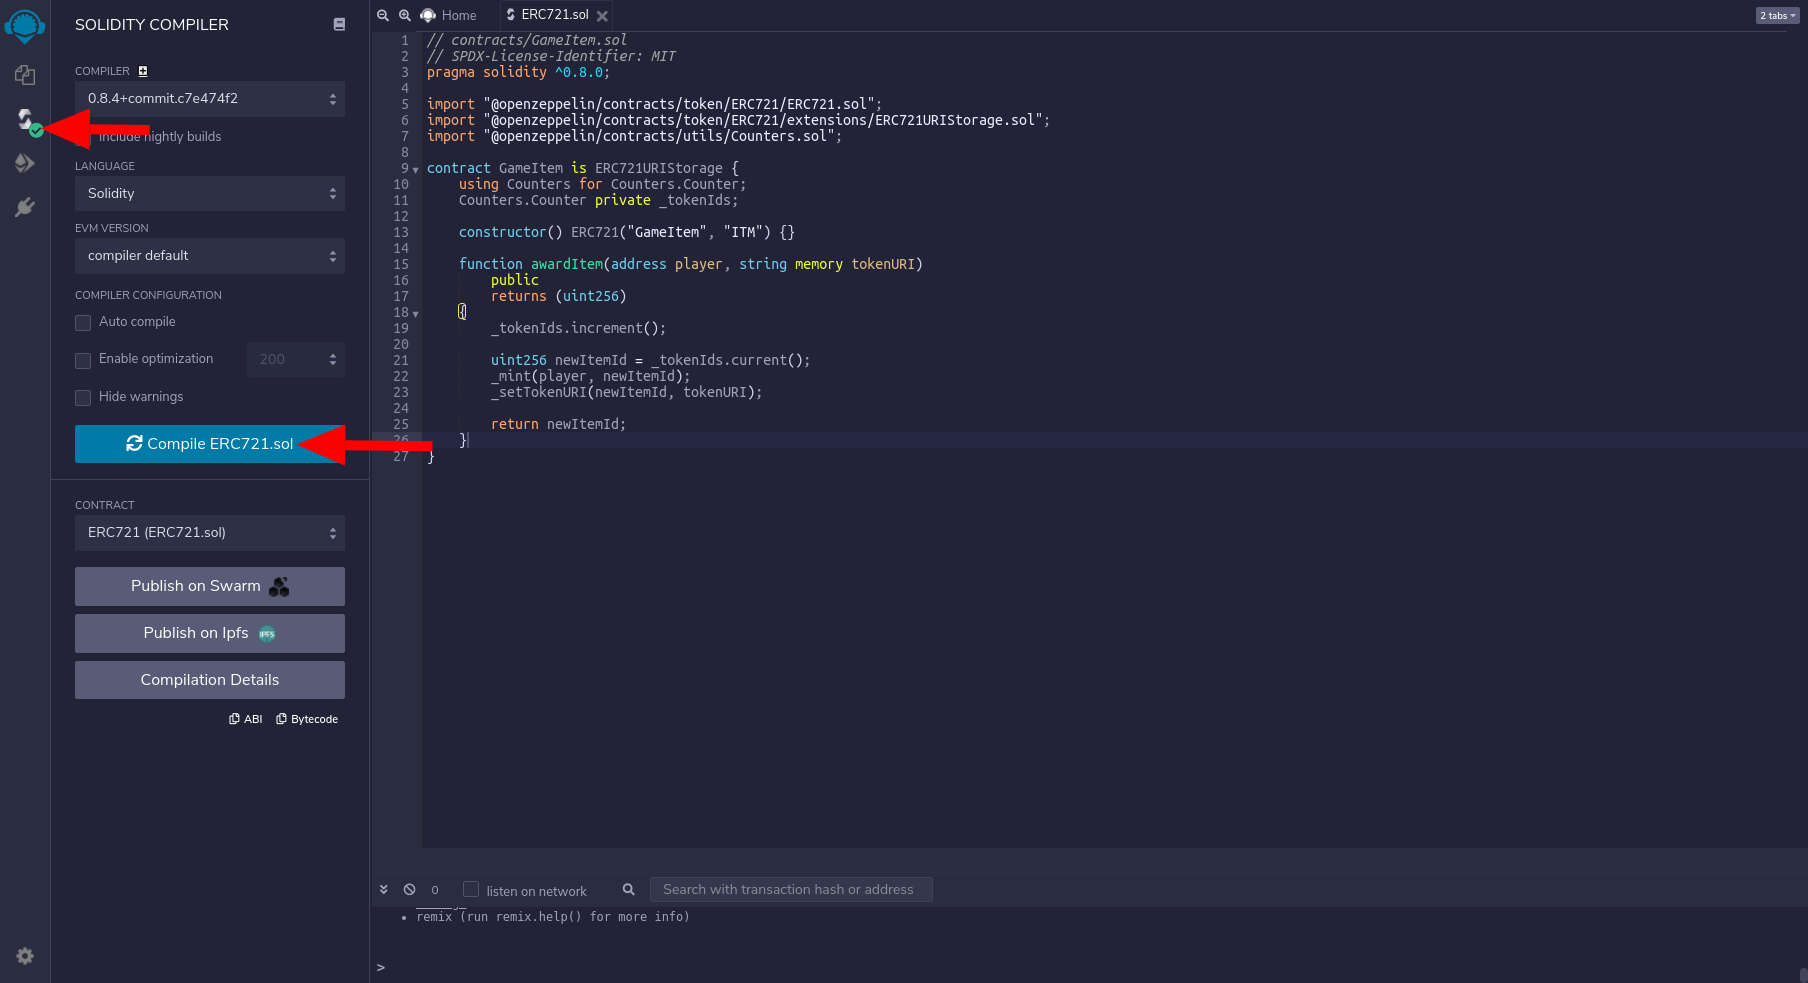 SOLIDITY COMPILER
COMPILER
0.8.4+commit.c7e474f2
Include nightly builds
LANGUAGE
Solidity
EVM VERSION
compiler default
COMPILER CONFIGURATION
Auto compile
Enable optimization 200
Hide warnings
Compile ERC721.sol
CONTRACT
ERC721 (ERC721.sol)
Publish on Swarm
Publish on Ipfs IPFS
Compilation Details
ABI Bytecode
Home ERC721.sol 2 tabs
1 // contracts/GameItem.sol
2 // SPDX-License-Identifier: MIT
3 pragma solidity ^0.8.0;
4
5 import "@openzeppelin/contracts/token/ERC721/ERC721.sol";
6 import "@openzeppelin/contracts/token/ERC721/extensions/ERC721URIStorage.sol";
7 import "@openzeppelin/contracts/utils/Counters.sol";
8
9 contract GameItem is ERC721URIStorage {
10 using Counters for Counters.Counter;
11 Counters.Counter private _tokenIds;
12
13 constructor() ERC721("GameItem", "ITM") {}
14
15 function awardItem(address player, string memory tokenURI)
16 public
17 returns (uint256)
18 {
19 _tokenIds.increment();
20
21 uint256 newItemId = _tokenIds.current();
22 _mint(player, newItemId);
23 _setTokenURI(newItemId, tokenURI);
24
25 return newItemId;
26 }
27 }
0 listen on network Search with transaction hash or address
• remix (run remix.help() for more info)
>